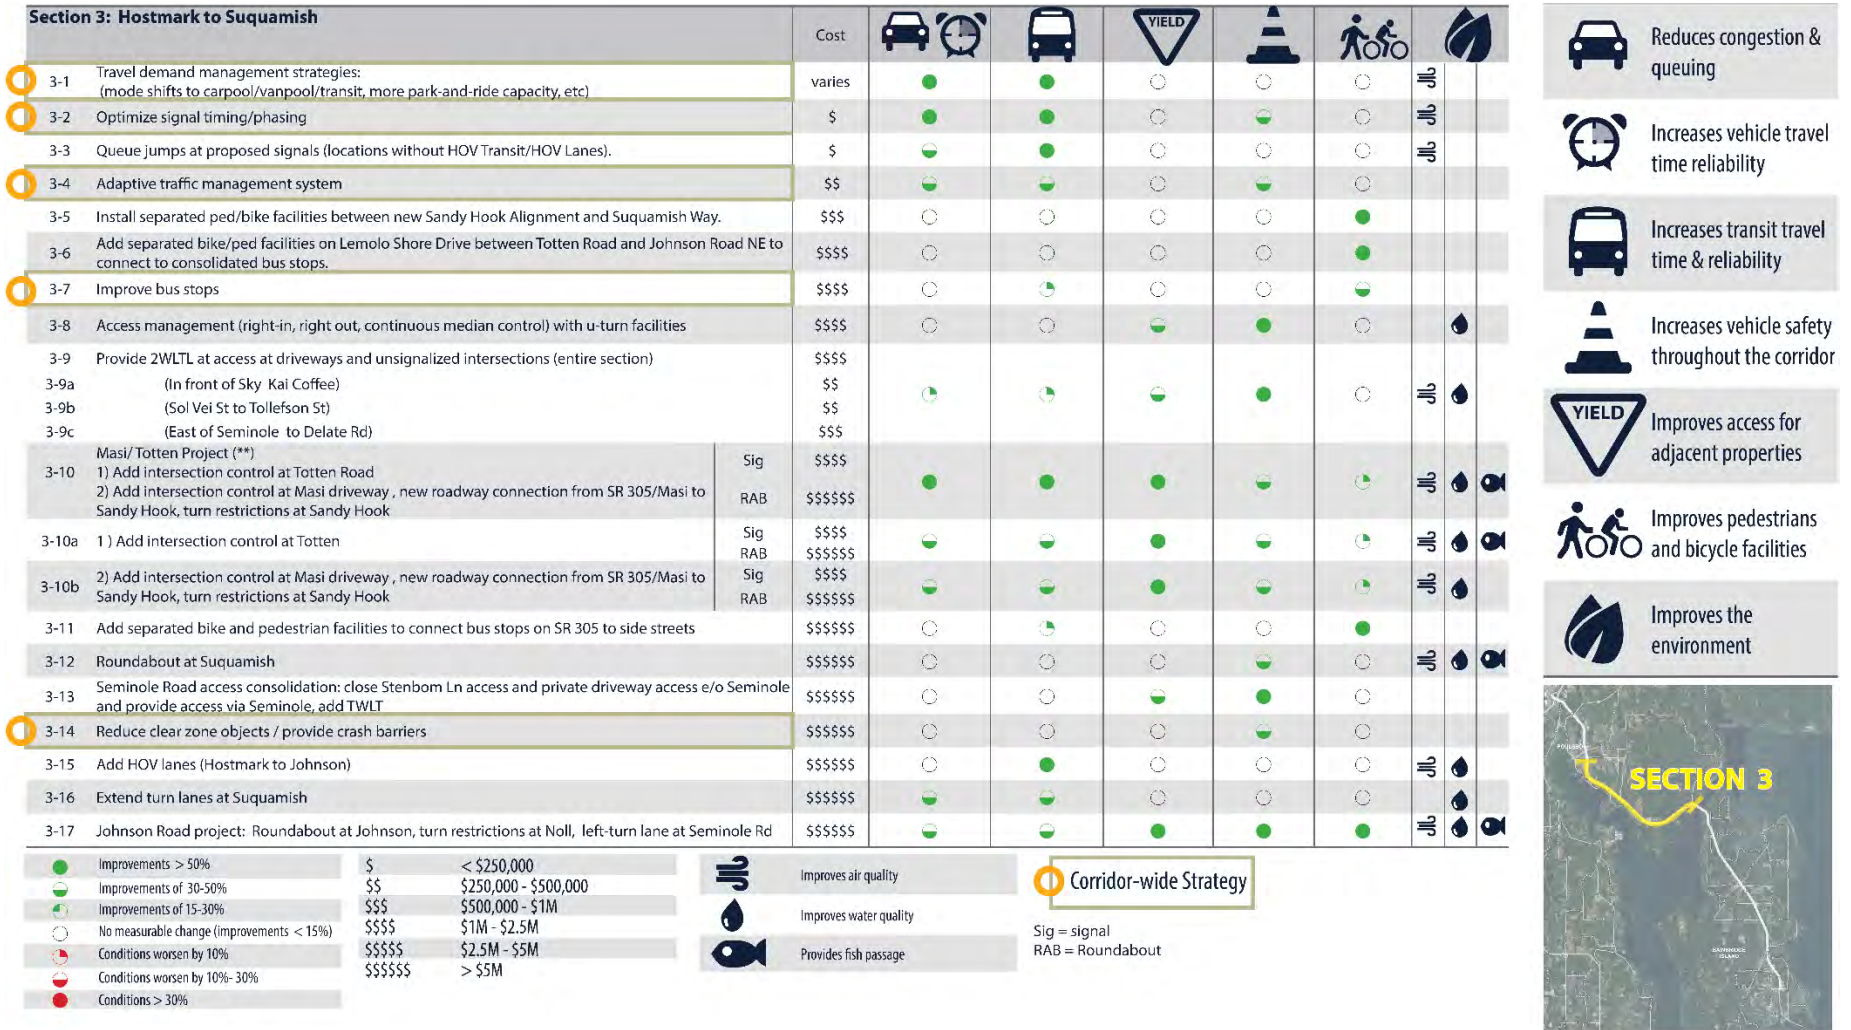 Section 3: Hostmark to Suquamish
Cost
YIELD
3-1 Travel demand management strategies:
(mode shifts to carpool/vanpool/transit, more park-and-ride capacity, etc) varies
3-2 Optimize signal timing/phasing $
3-3 Queue jumps at proposed signals (locations without HOV Transit/HOV Lanes). $
3-4 Adaptive traffic management system $$
3-5 Install separated ped/bike facilities between new Sandy Hook Alignment and Suquamish Way. $$$
3-6 Add separated bike/ped facilities on Lemolo Shore Drive between Totten Road and Johnson Road NE to
connect to consolidated bus stops. $$$$
3-7 Improve bus stops $$$$
3-8 Access management (right-in, right out, continuous median control) with u-turn facilities $$$$
3-9 Provide 2WLTL at access at driveways and unsignalized intersections (entire section) $$$$
3-9a (In front of Sky Kai Coffee) $$
3-9b (Sol Vei St to Tollefson St) $$
3-9c (East of Seminole to Delate Rd) $$$
3-10 Masi/Totten Project (**)
1) Add intersection control at Totten Road Sig $$$$
2) Add intersection control at Masi driveway , new roadway connection from SR 305/Masi to
Sandy Hook, turn restrictions at Sandy Hook RAB $$$$$$
3-10a 1 ) Add intersection control at Totten Sig $$$$
RAB $$$$$$
3-10b 2) Add intersection control at Masi driveway , new roadway connection from SR 305/Masi to Sig $$$$
Sandy Hook, turn restrictions at Sandy Hook RAB $$$$$$
3-11 Add separated bike and pedestrian facilities to connect bus stops on SR 305 to side streets $$$$$$
3-12 Roundabout at Suquamish $$$$$$
3-13 Seminole Road access consolidation: close Stenbom Ln access and private driveway access e/o Seminole
and provide access via Seminole, add TWLT $$$$$$
3-14 Reduce clear zone objects / provide crash barriers $$$$$$
3-15 Add HOV lanes (Hostmark to Johnson) $$$$$$
3-16 Extend turn lanes at Suquamish $$$$$$
3-17 Johnson Road project: Roundabout at Johnson, turn restrictions at Noll, left-turn lane at Seminole Rd $$$$$$
Improvements > 50%
Improvements of 30-50%
Improvements of 15-30%
No measurable change (improvements < 15%)
Conditions worsen by 10%
Conditions worsen by 10%- 30%
Conditions > 30%
$ < $250,000
$$ $250,000 - $500,000
$$$ $500,000 - $1M
$$$$ $1M - $2.5M
$$$$$ $2.5M - $5M
$$$$$$ > $5M
Improves air quality
Improves water quality
Provides fish passage
Corridor-wide Strategy
Sig = signal
RAB = Roundabout
Reduces congestion &
queuing
Increases vehicle travel
time reliability
Increases transit travel
time & reliability
Increases vehicle safety
throughout the corridor
YIELD
Improves access for
adjacent properties
Improves pedestrians
and bicycle facilities
Improves the
environment
POULSBO
SECTION 3
BAINBRIDGE
ISLAND